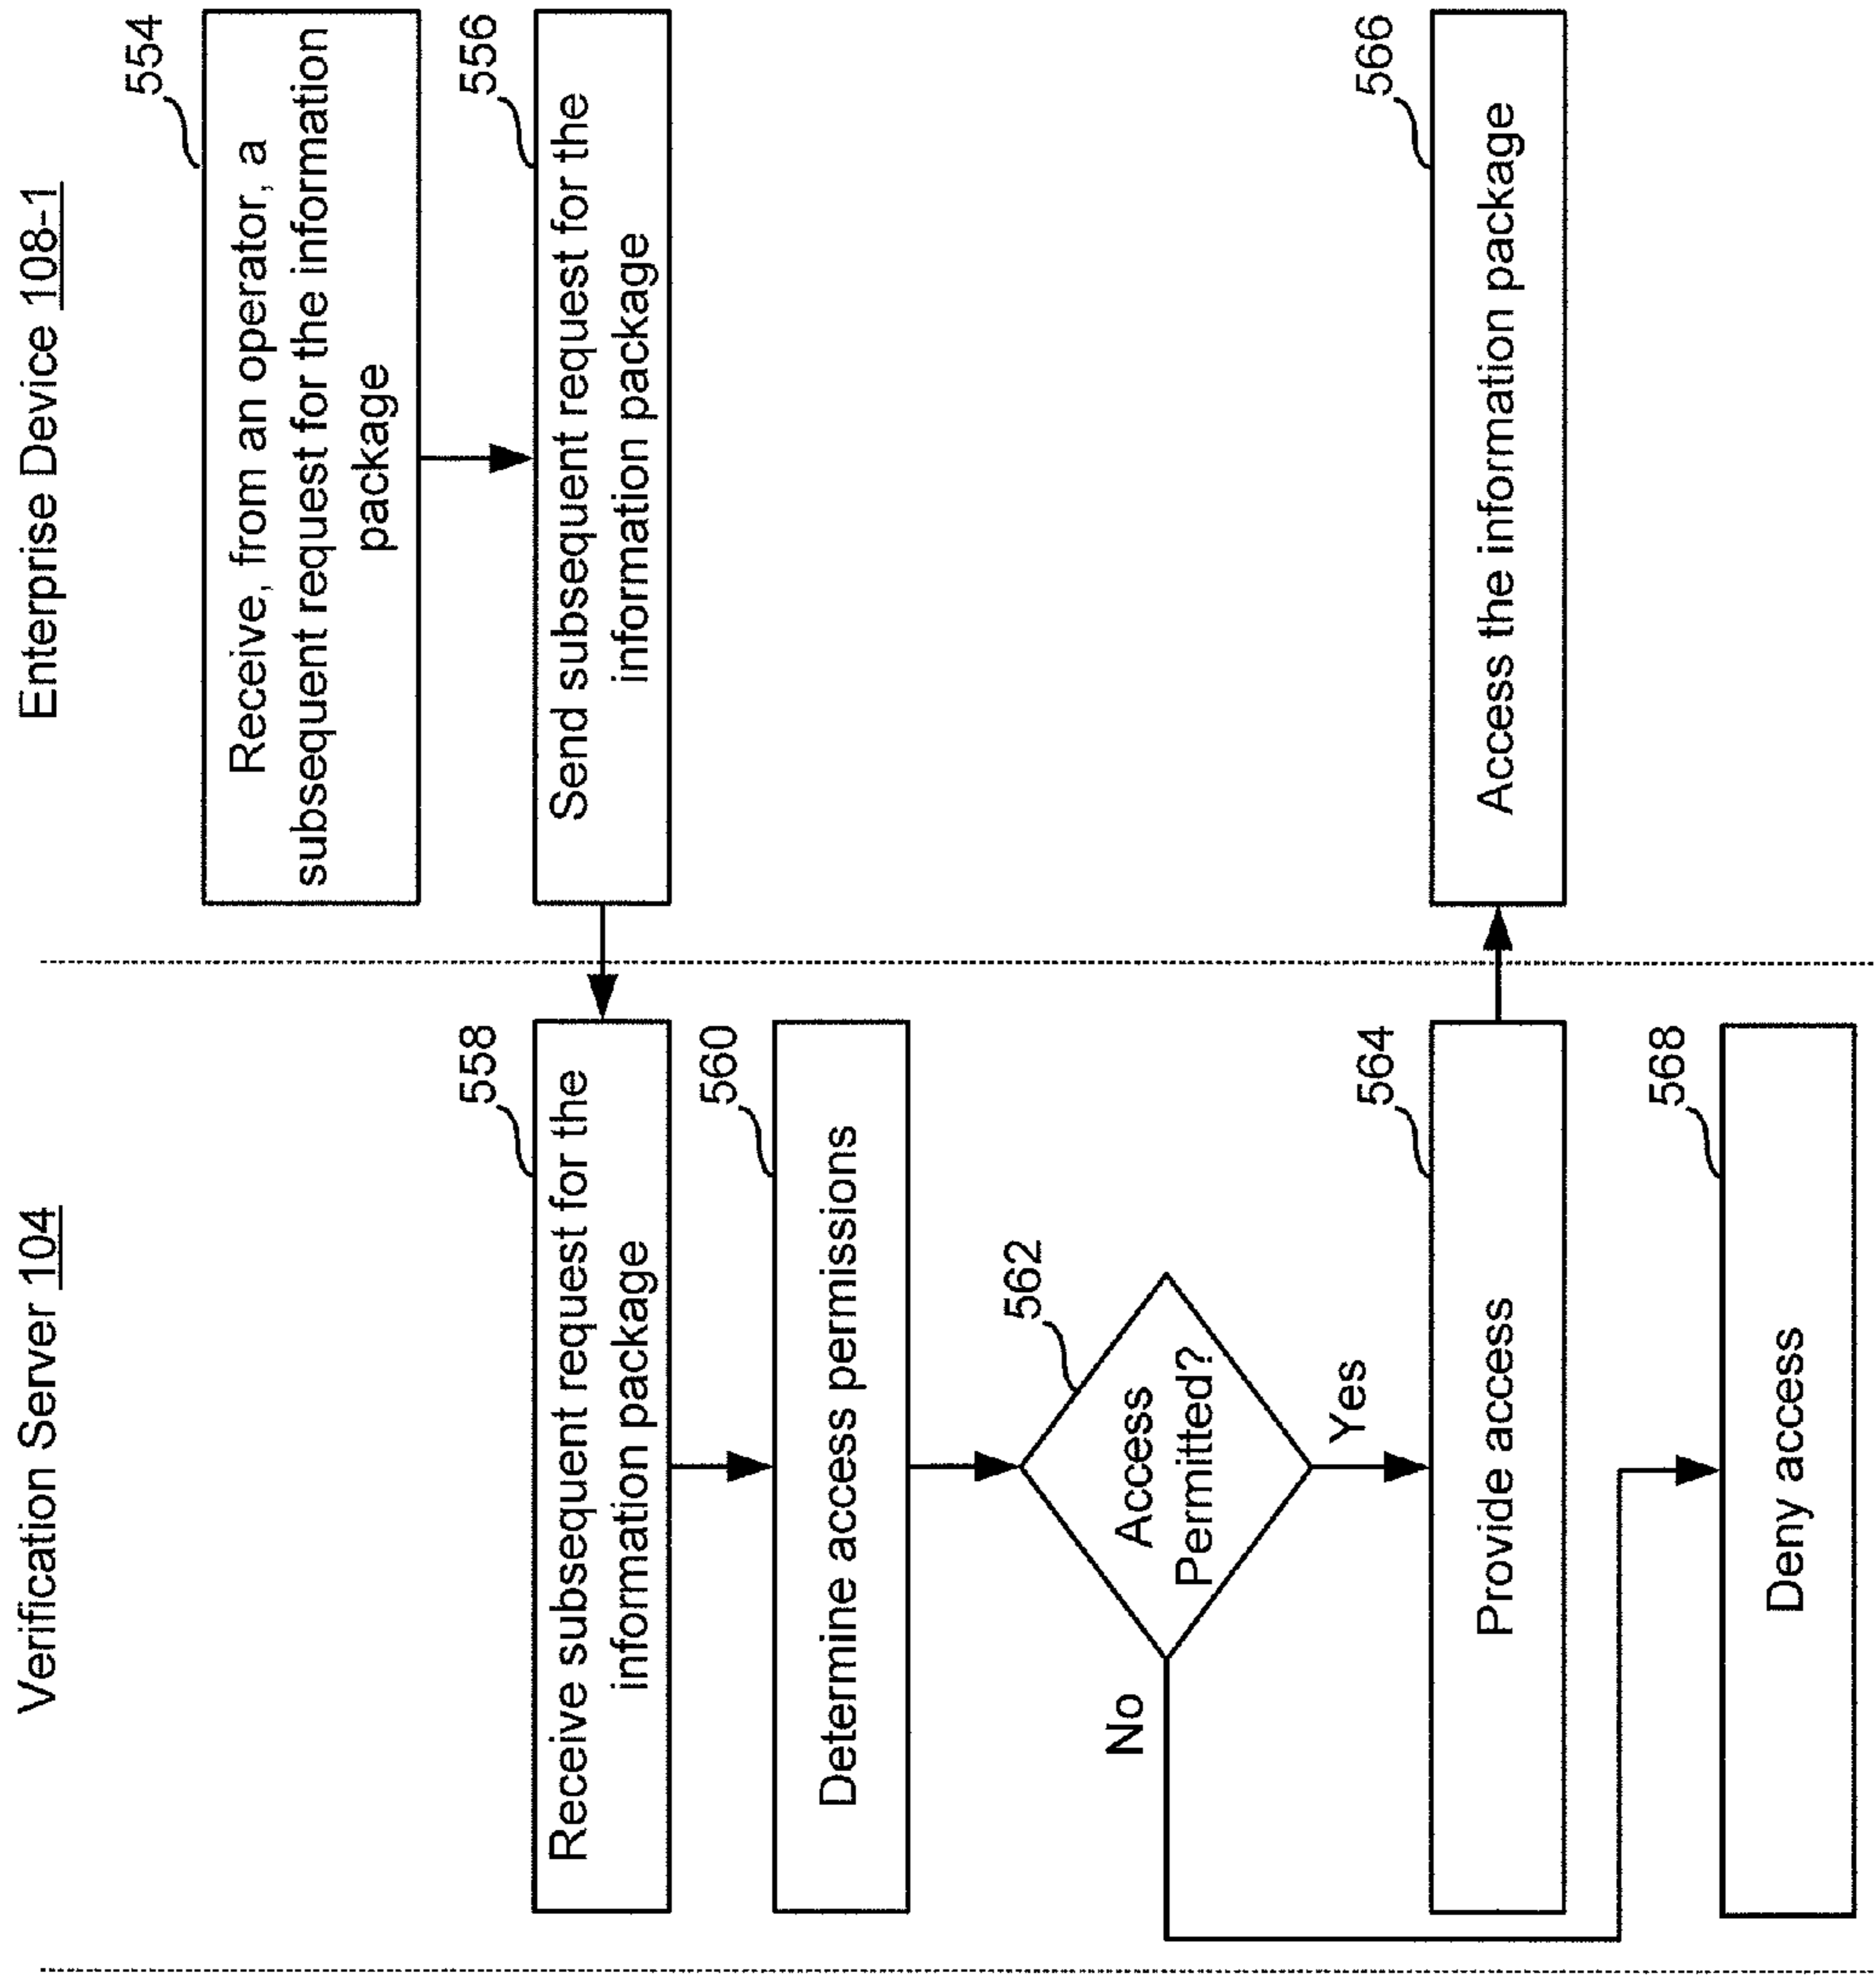 Verification Server 104
Enterprise Device 108-1
554
Receive, from an operator, a
subsequent request for the information
package
556
Send subsequent request for the
information package
558
Receive subsequent request for the
information package
560
Determine access permissions
562
Access
Permitted?
No
Yes
564
Provide access
566
Access the information package
568
Deny access